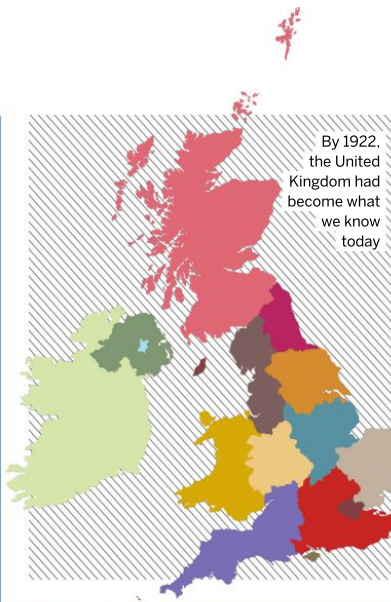 By 1922,
the United
Kingdom had
become what
we know
today